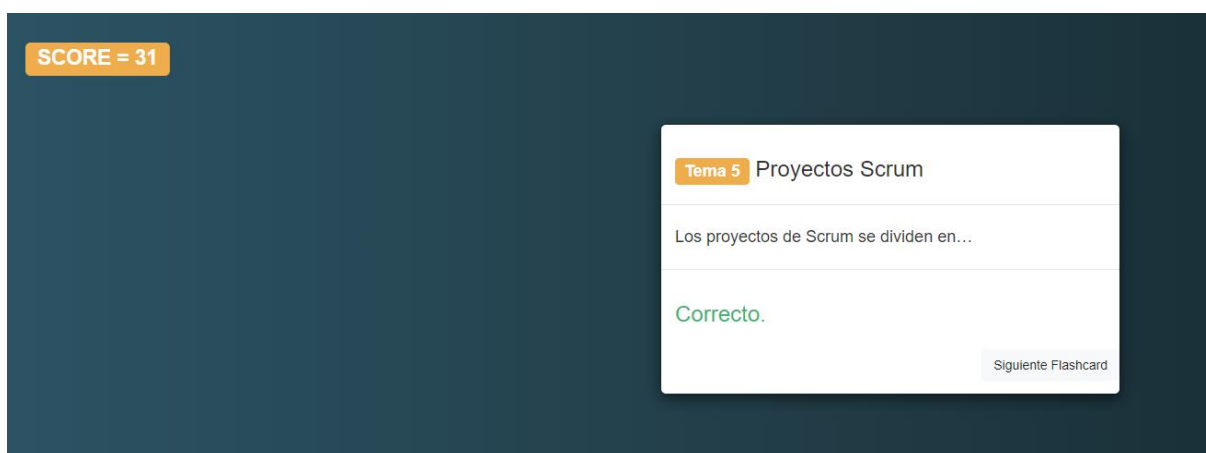 SCORE = 31
Tema 5 Proyectos Scrum
Los proyectos de Scrum se dividen en…
Correcto.
Siguiente Flashcard